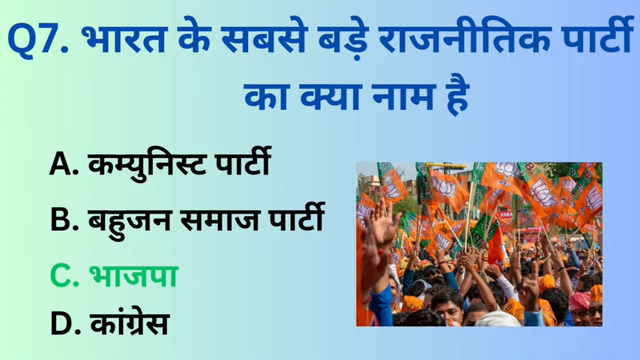 Q7. भारत के सबसे बड़े राजनीतिक पार्टी
का क्या नाम है
A. कम्युनिस्ट पार्टी
B. बहुजन समाज पार्टी
C. भाजपा
D. कांग्रेस